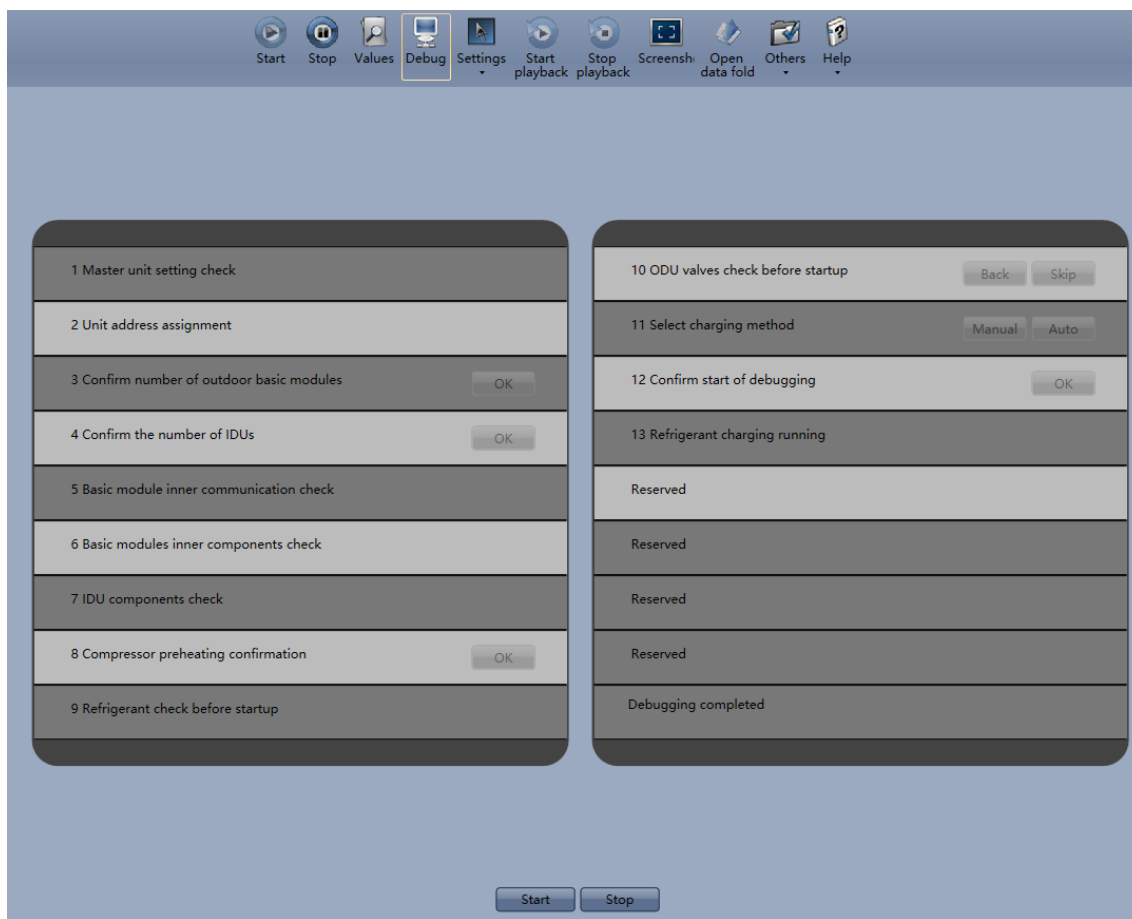 Start Stop Values Debug Settings Start playback Stop playback Screensh Open data fold Others Help
1 Master unit setting check
2 Unit address assignment
3 Confirm number of outdoor basic modules OK
4 Confirm the number of IDUs OK
5 Basic module inner communication check
6 Basic modules inner components check
7 IDU components check
8 Compressor preheating confirmation OK
9 Refrigerant check before startup
10 ODU valves check before startup Back Skip
11 Select charging method Manual Auto
12 Confirm start of debugging OK
13 Refrigerant charging running
Reserved
Reserved
Reserved
Reserved
Debugging completed
Start Stop